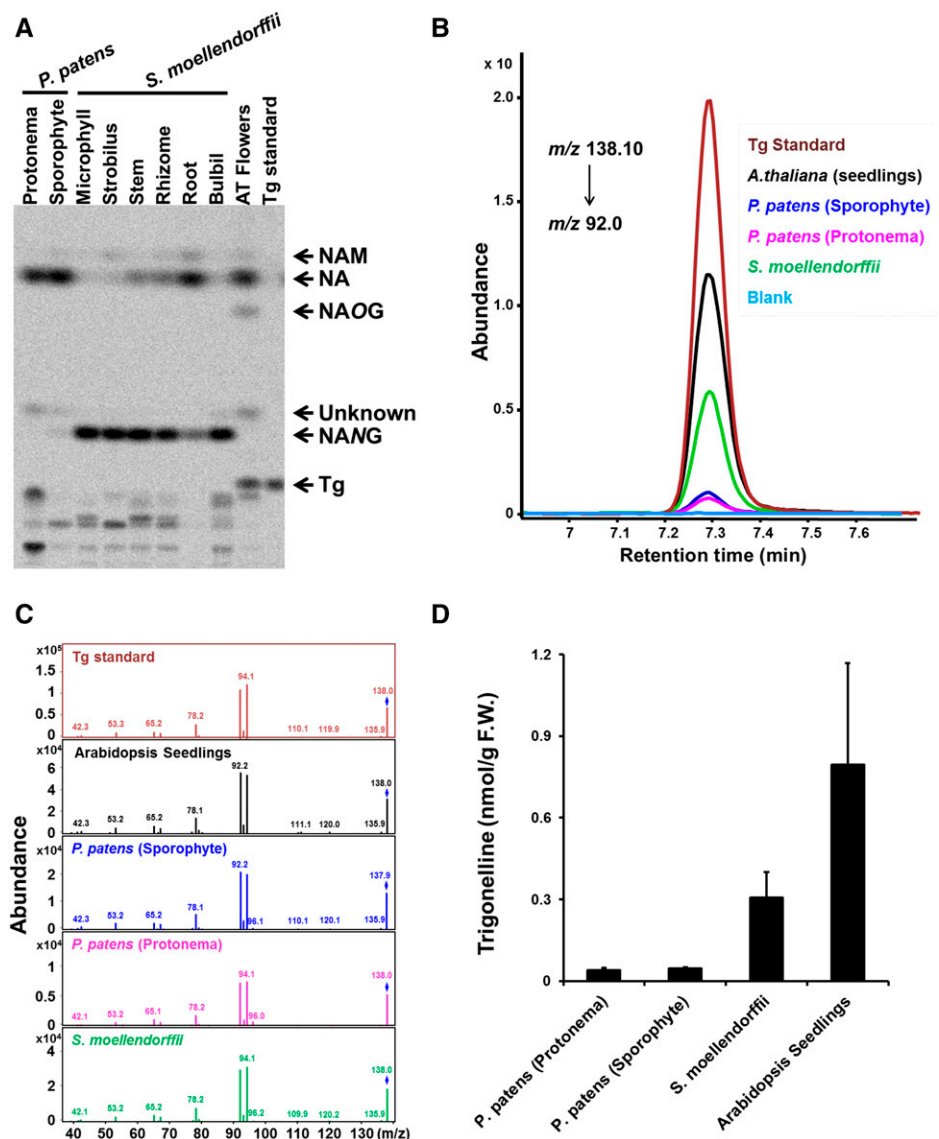 A
P. patens
S. moellendorffii
Protonema
Sporophyte
Microphyll
Strobilus
Stem
Rhizome
Root
Bulbil
AT Flowers
Tg standard
NAM
NA
NAOG
Unknown
NANG
Tg
B
x 10
2.0
1.5
1.0
0.5
0
Abundance
m/z 138.10
m/z 92.0
Tg Standard
A.thaliana (seedlings)
P. patens (Sporophyte)
P. patens (Protonema)
S. moellendorffii
Blank
7 7.1 7.2 7.3 7.4 7.5 7.6
Retention time (min)
C
Abundance
x10⁵
1.5
1
0.5
0
Tg standard
42.3 53.3 65.2 78.2 94.1 110.1 119.9 135.9 138.0
x10⁴
6
4
2
0
Arabidopsis Seedlings
42.3 53.2 65.2 78.1 92.2 111.1 120.0 135.9 138.0
x10⁴
2
1
0
P. patens (Sporophyte)
42.3 53.2 65.2 78.1 92.2 96.1 110.1 120.1 135.9 137.9
x10⁴
1
0.5
0
P. patens (Protonema)
42.1 53.2 65.1 78.2 94.1 96.0 138.0
x10⁴
4
2
0
S. moellendorffii
42.1 53.2 65.2 78.2 94.1 96.2 109.9 120.2 135.9 138.0
40 50 60 70 80 90 100 110 120 130 (m/z)
D
Trigonelline (nmol/g F.W.)
1.2
0.9
0.6
0.3
0
P. patens (Protonema)
P. patens (Sporophyte)
S. moellendorffii
Arabidopsis Seedlings